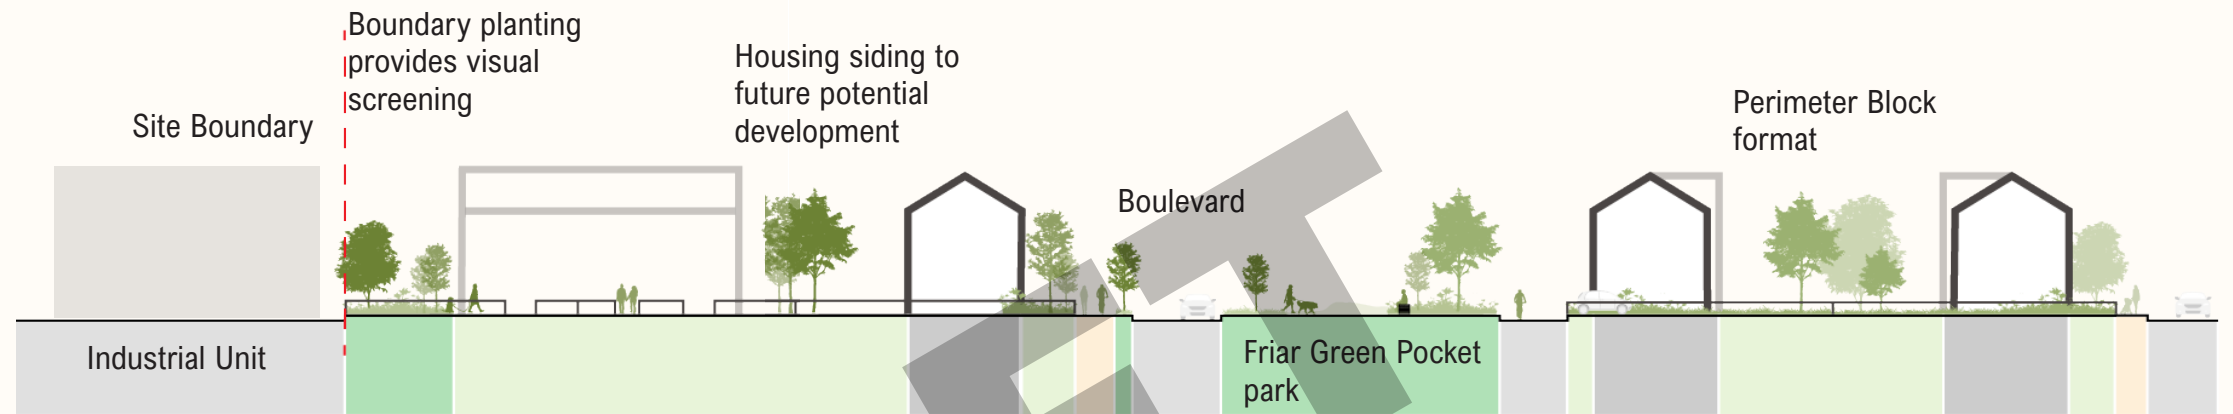 Boundary planting
provides visual
screening
Site Boundary
Housing siding to
future potential
development
Boulevard
Perimeter Block
format
Industrial Unit
Friar Green Pocket
park